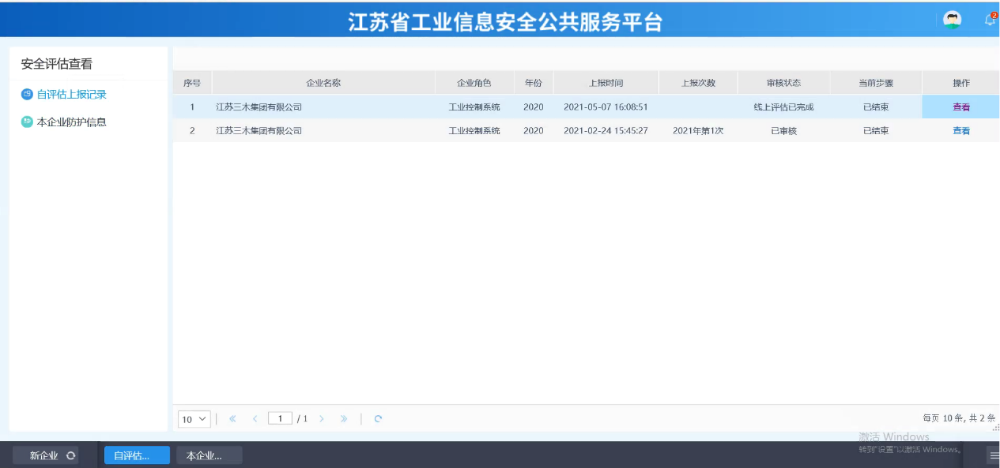 江苏省工业信息安全公共服务平台
2
安全评估查看
自评估上报记录
本企业防护信息
序号 企业名称 企业角色 年份 上报时间 上报次数 审核状态 当前步骤 操作
1 江苏三木集团有限公司 工业控制系统 2020 2021-05-07 16:08:51 线上评估已完成 已结束 查看
2 江苏三木集团有限公司 工业控制系统 2020 2021-02-24 15:45:27 2021年第1次 已审核 已结束 查看
10 1 / 1 每页 10 条, 共 2 条
激活 Windows
转到"设置"以激活 Windows。
新企业 自评估... 本企业...